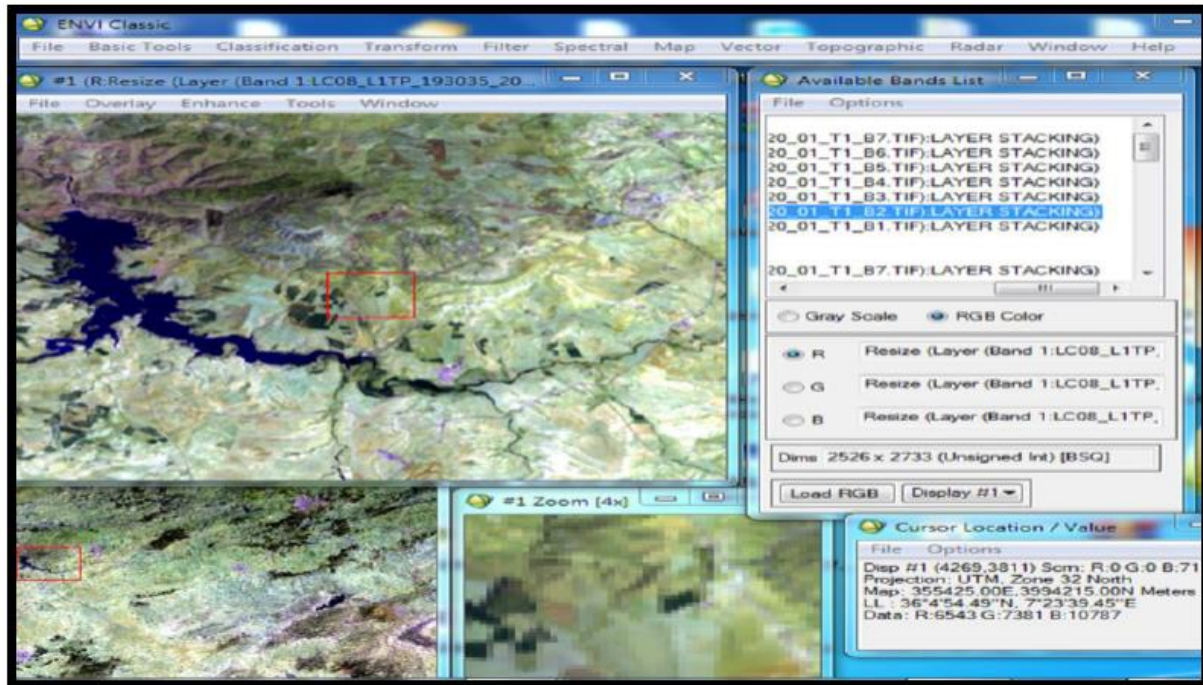 ENVI Classic
File Basic Tools Classification Transform Filter Spectral Map Vector Topographic Radar Window Help
#1 (R:Resize (Layer (Band 1:LC08_L1TP_193035_20...
File Overlay Enhance Tools Window
Available Bands List
File Options
20_01_T1_B7.TIF):LAYER STACKING)
20_01_T1_B6.TIF):LAYER STACKING)
20_01_T1_B5.TIF):LAYER STACKING)
20_01_T1_B4.TIF):LAYER STACKING)
20_01_T1_B3.TIF):LAYER STACKING)
20_01_T1_B2.TIF):LAYER STACKING)
20_01_T1_B1.TIF):LAYER STACKING)
20_01_T1_B7.TIF):LAYER STACKING)
Gray Scale RGB Color
R Resize (Layer (Band 1:LC08_L1TP_
G Resize (Layer (Band 1:LC08_L1TP_
B Resize (Layer (Band 1:LC08_L1TP_
Dims 2526 x 2733 (Unsigned Int) [BSQ]
Load RGB Display #1
#1 Zoom [4x]
Cursor Location / Value
File Options
Disp #1 (4269,3811) Scrn: R:0 G:0 B:71
Projection: UTM, Zone 32 North
Map: 355425.00E,3994215.00N Meters
LL : 36°4'54.49"N, 7°23'39.45"E
Data: R:6543 G:7381 B:10787